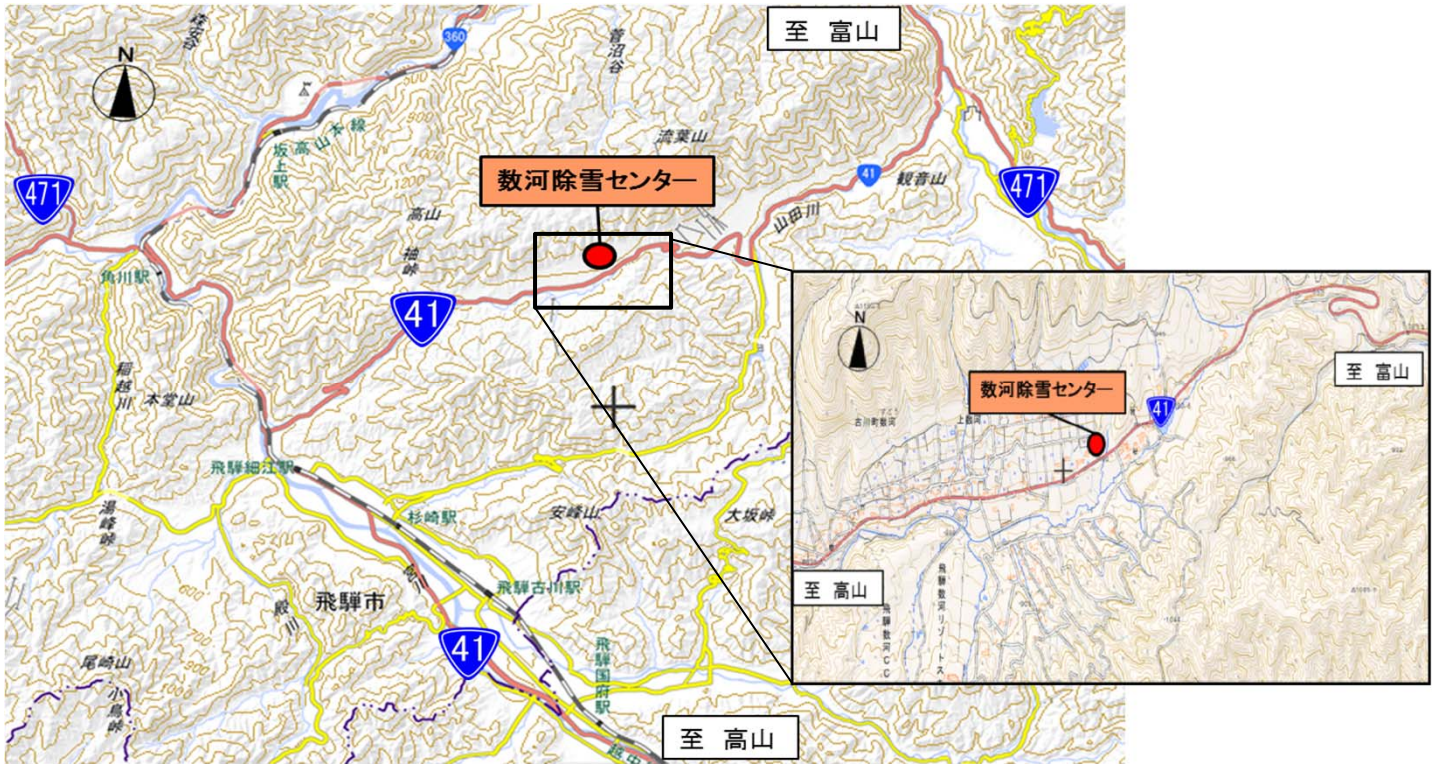 至 富山
360
菅沼谷
N
流葉山
坂上駅
高山本線
471
数河除雪センター
41
観音山
471
山田川
高山
袖峠
角川駅
41
稲越川
本堂山
飛騨細江駅
湯峰峠
杉崎駅
安峰山
大坂峠
宮川
飛騨古川駅
殿川
飛騨市
41
飛騨国府駅
尾崎山
小鳥峠
至 高山
越中
N
至 富山
数河除雪センター
41
古川町数河
上数河
至 高山
飛騨数河リゾートス
飛騨数河CC